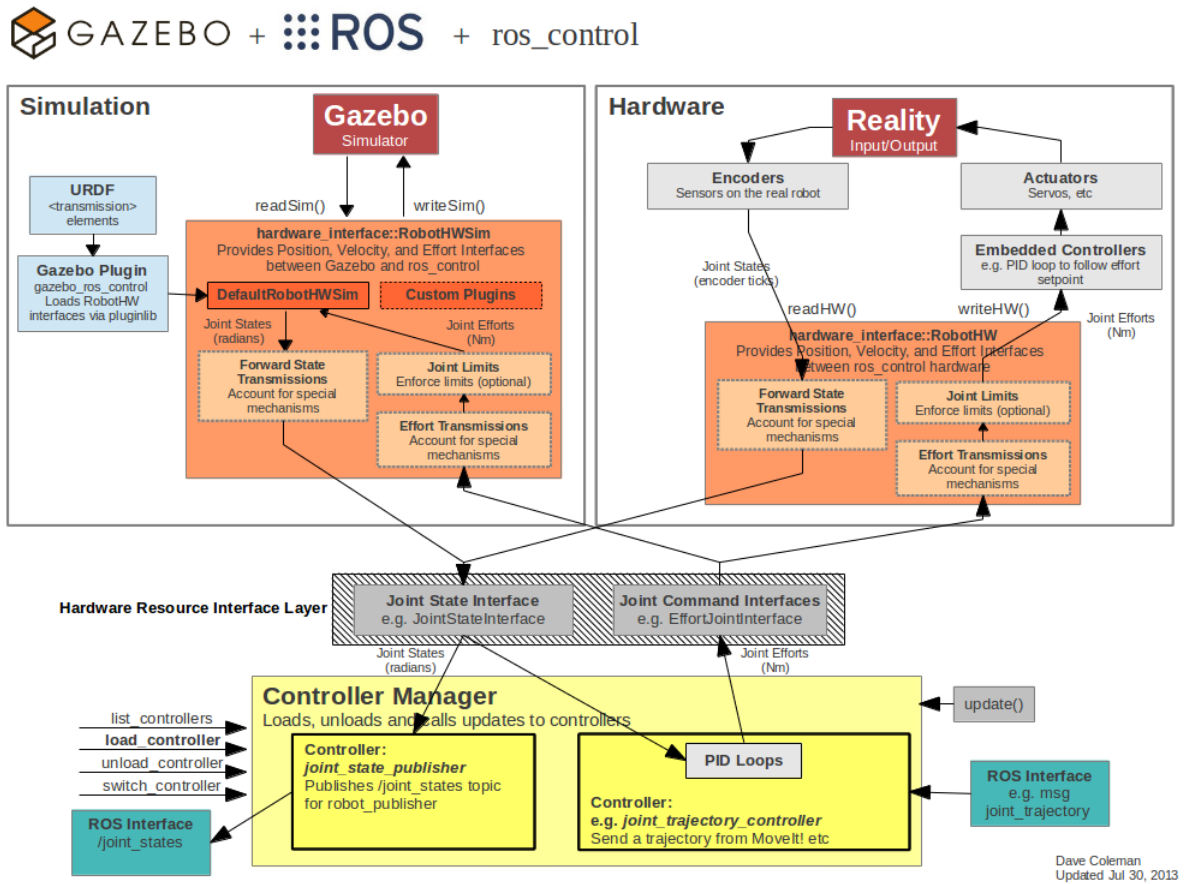 GAZEBO + ROS + ros_control
Simulation
Gazebo
Simulator
URDF
<transmission>
elements
readSim()
writeSim()
hardware_interface::RobotHWSim
Provides Position, Velocity, and Effort Interfaces
between Gazebo and ros_control
Gazebo Plugin
gazebo_ros_control
Loads RobotHW
interfaces via pluginlib
DefaultRobotHWSim
Custom Plugins
Joint States
(radians)
Joint Efforts
(Nm)
Forward State
Transmissions
Account for special
mechanisms
Joint Limits
Enforce limits (optional)
Effort Transmissions
Account for special
mechanisms
Hardware
Reality
Input/Output
Encoders
Sensors on the real robot
Actuators
Servos, etc
Embedded Controllers
e.g. PID loop to follow effort
setpoint
Joint States
(encoder ticks)
readHW()
writeHW()
Joint Efforts
(Nm)
hardware_interface::RobotHW
Provides Position, Velocity, and Effort Interfaces
between ros_control hardware
Forward State
Transmissions
Account for special
mechanisms
Joint Limits
Enforce limits (optional)
Effort Transmissions
Account for special
mechanisms
Hardware Resource Interface Layer
Joint State Interface
e.g. JointStateInterface
Joint Command Interfaces
e.g. EffortJointInterface
Joint States
(radians)
Joint Efforts
(Nm)
Controller Manager
Loads, unloads and calls updates to controllers
update()
list_controllers
load_controller
unload_controller
switch_controller
Controller:
joint_state_publisher
Publishes /joint_states topic
for robot_publisher
PID Loops
Controller:
e.g. joint_trajectory_controller
Send a trajectory from MoveIt! etc
ROS Interface
e.g. msg
joint_trajectory
ROS Interface
/joint_states
Dave Coleman
Updated Jul 30, 2013